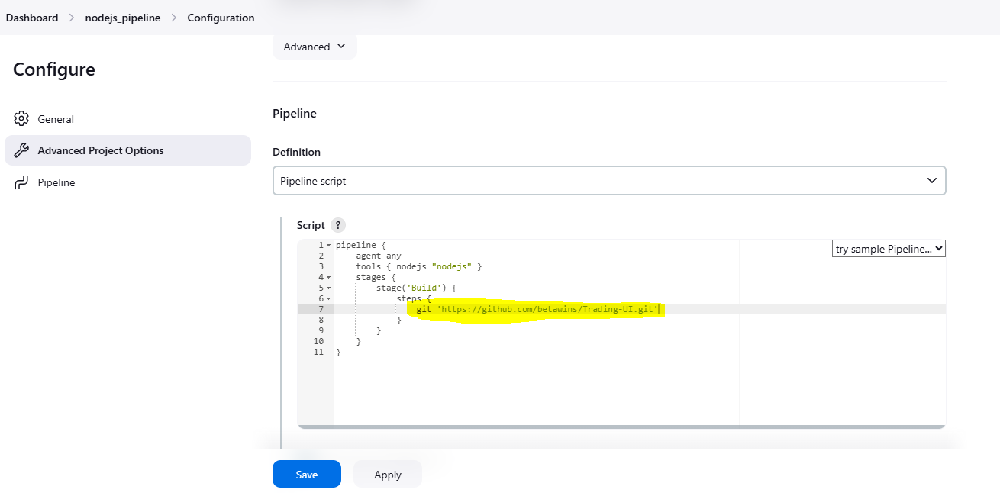 Dashboard > nodejs_pipeline > Configuration
Advanced
Configure
General
Advanced Project Options
Pipeline
Pipeline
Definition
Pipeline script
Script ?
try sample Pipeline...
1 pipeline {
2     agent any
3     tools { nodejs "nodejs" }
4     stages {
5         stage('Build') {
6             steps {
7                 git 'https://github.com/betawins/Trading-UI.git'
8             }
9         }
10     }
11 }
Save
Apply